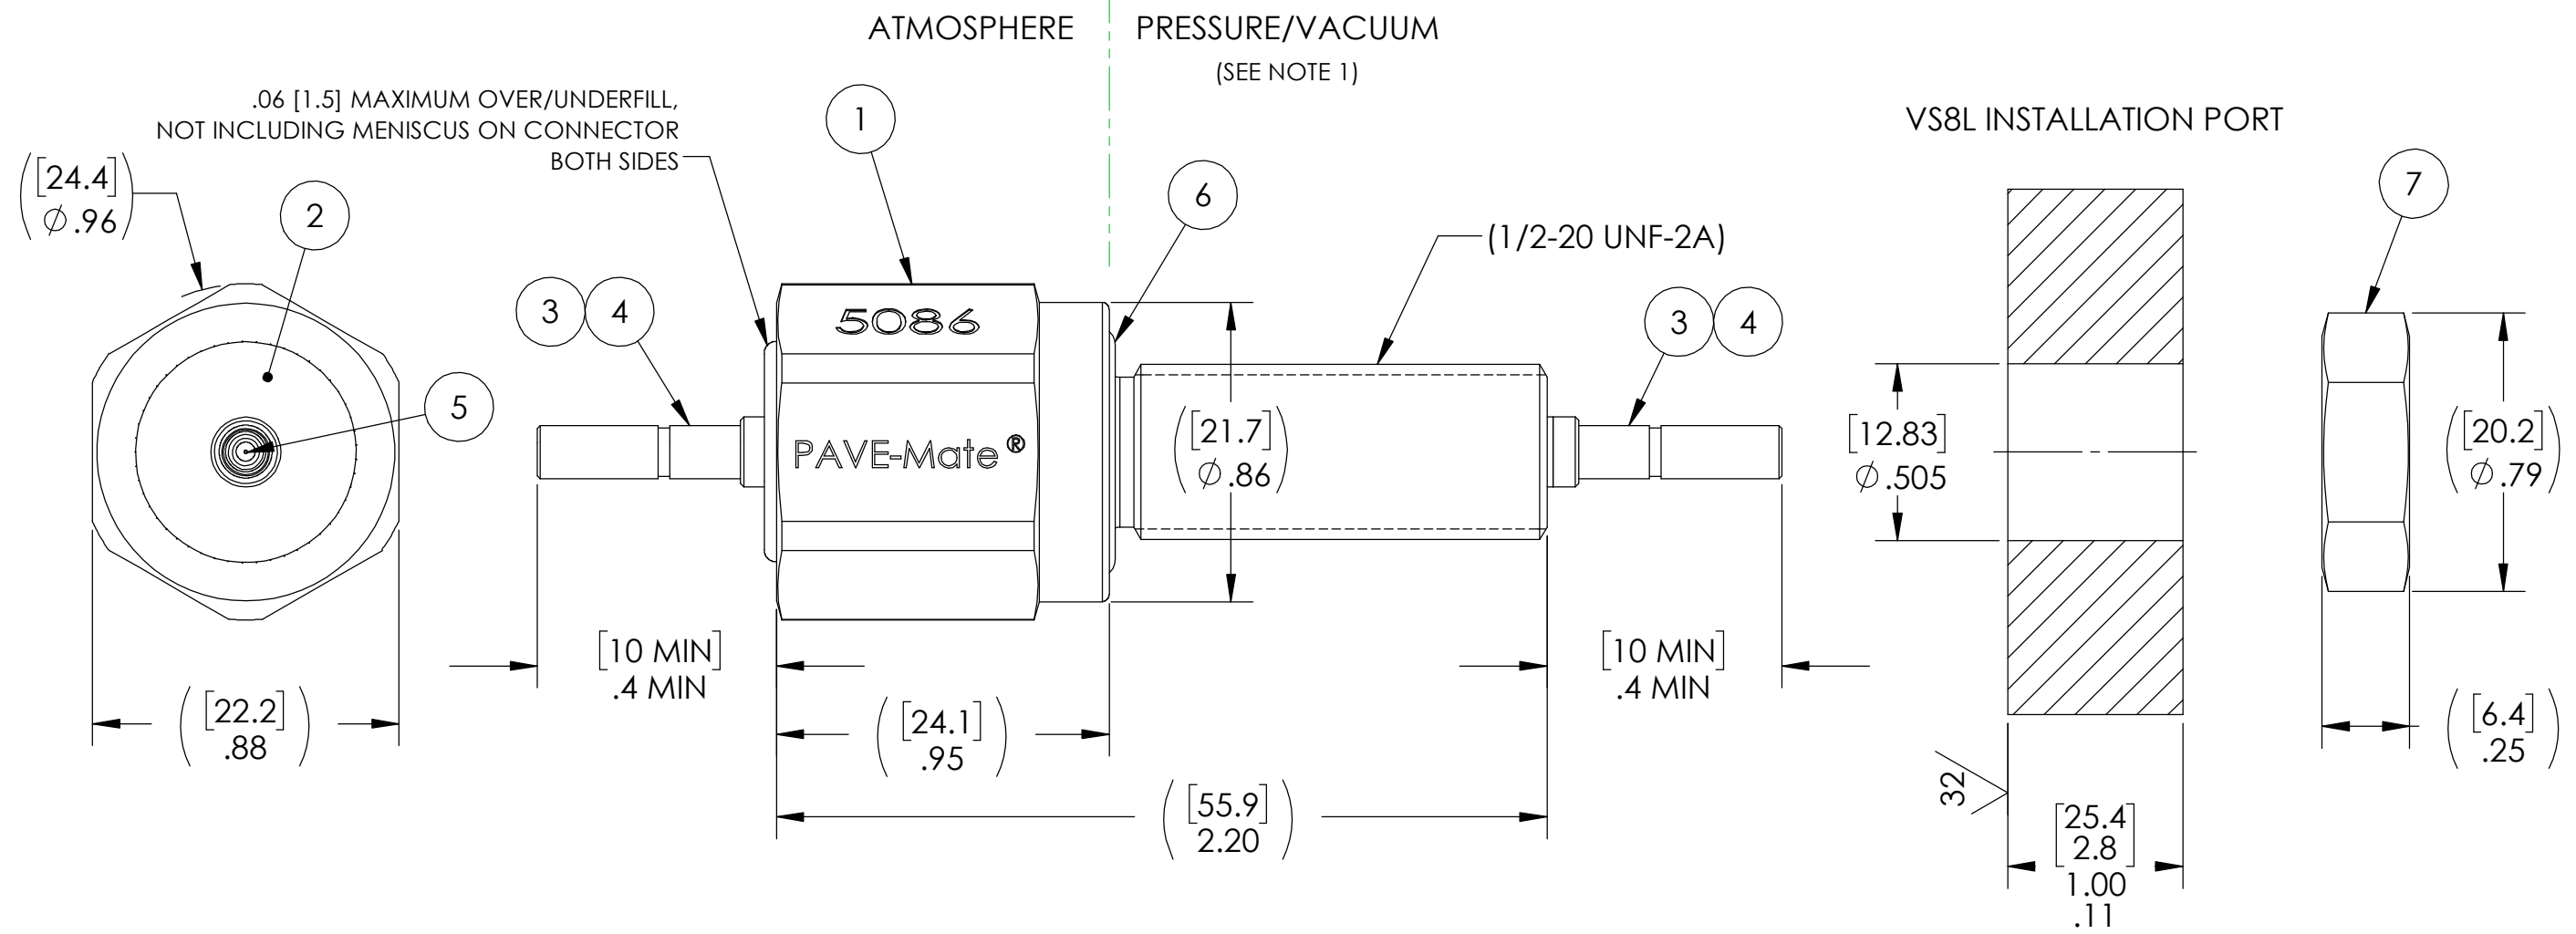 ATMOSPHERE
PRESSURE/VACUUM
(SEE NOTE 1)
.06 [1.5] MAXIMUM OVER/UNDERFILL,
NOT INCLUDING MENISCUS ON CONNECTOR
BOTH SIDES
1
6
VS8L INSTALLATION PORT
7
([24.4]
Ø .96)
2
3
4
5
5086
PAVE-Mate®
(1/2-20 UNF-2A)
3
4
([21.7]
Ø .86)
[12.83]
Ø .505
([20.2]
Ø .79)
[10 MIN]
.4 MIN
[10 MIN]
.4 MIN
([22.2]
.88)
([24.1]
.95)
([55.9]
2.20)
32
[25.4
2.8]
1.00
.11
([6.4]
.25)